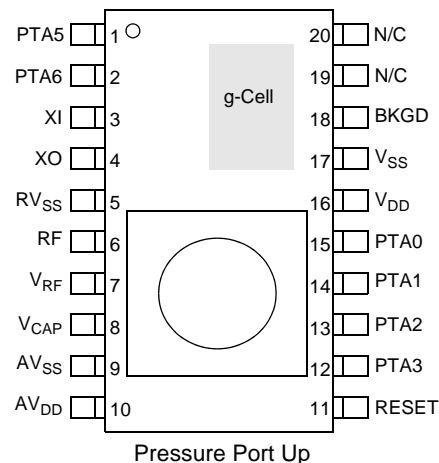 PTA5 1 20 N/C
PTA6 2 19 N/C
g-Cell
XI 3 18 BKGD
XO 4 17 VSS
RVSS 5 16 VDD
RF 6 15 PTA0
VRF 7 14 PTA1
VCAP 8 13 PTA2
AVSS 9 12 PTA3
AVDD 10 11 RESET
Pressure Port Up